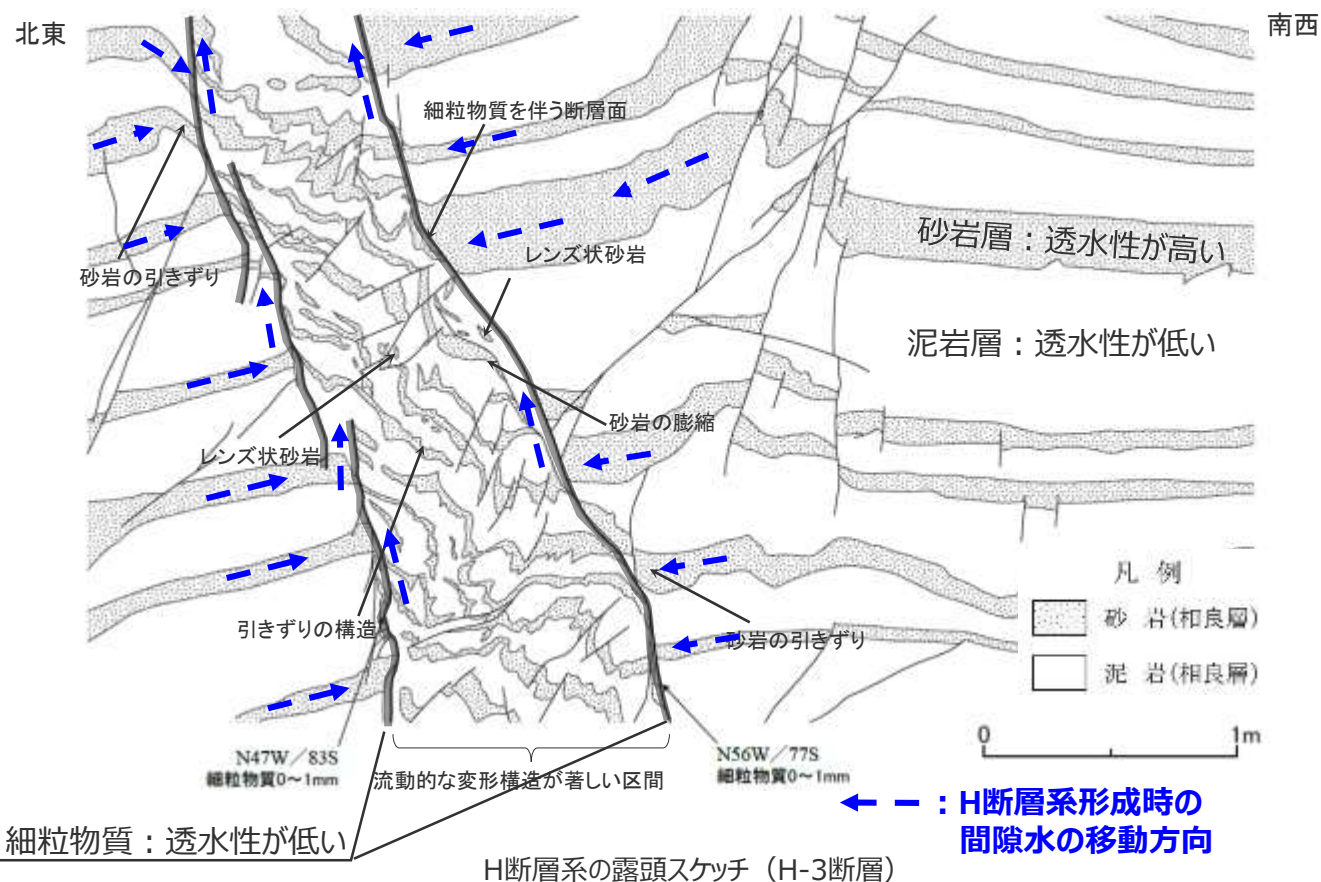 北東
南西
細粒物質を伴う断層面
砂岩層：透水性が高い
レンズ状砂岩
砂岩の引きずり
泥岩層：透水性が低い
砂岩の膨縮
レンズ状砂岩
凡 例
砂 岩(相良層)
引きずりの構造
砂岩の引きずり
泥 岩(相良層)
0 1m
N47W／83S
細粒物質0～1mm
流動的な変形構造が著しい区間
N56W／77S
細粒物質0～1mm
：H断層系形成時の
間隙水の移動方向
細粒物質：透水性が低い
H断層系の露頭スケッチ（H-3断層）